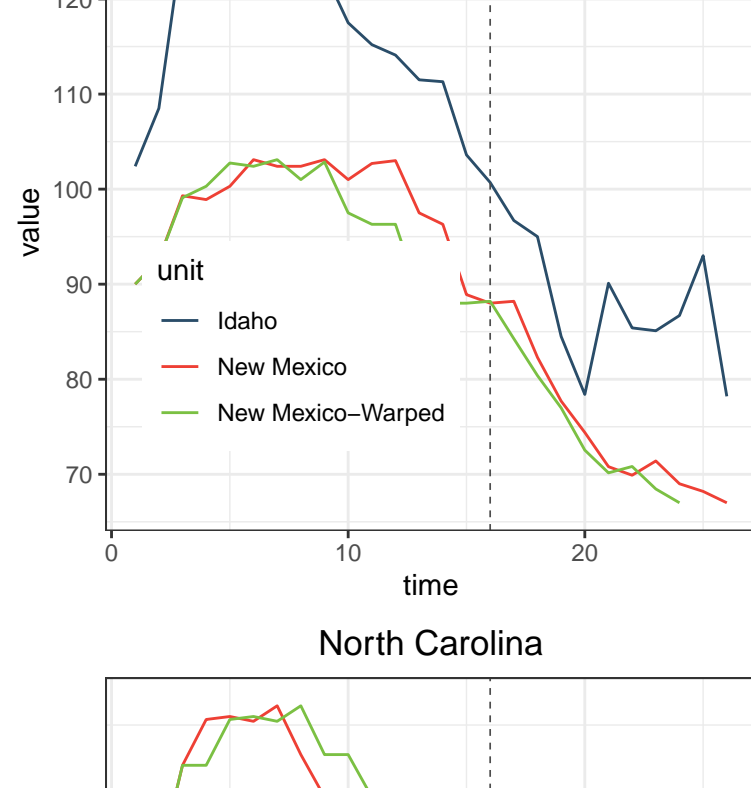 120
110
100
90
80
70
value
unit
Idaho
New Mexico
New Mexico−Warped
0 10 20
time
North Carolina